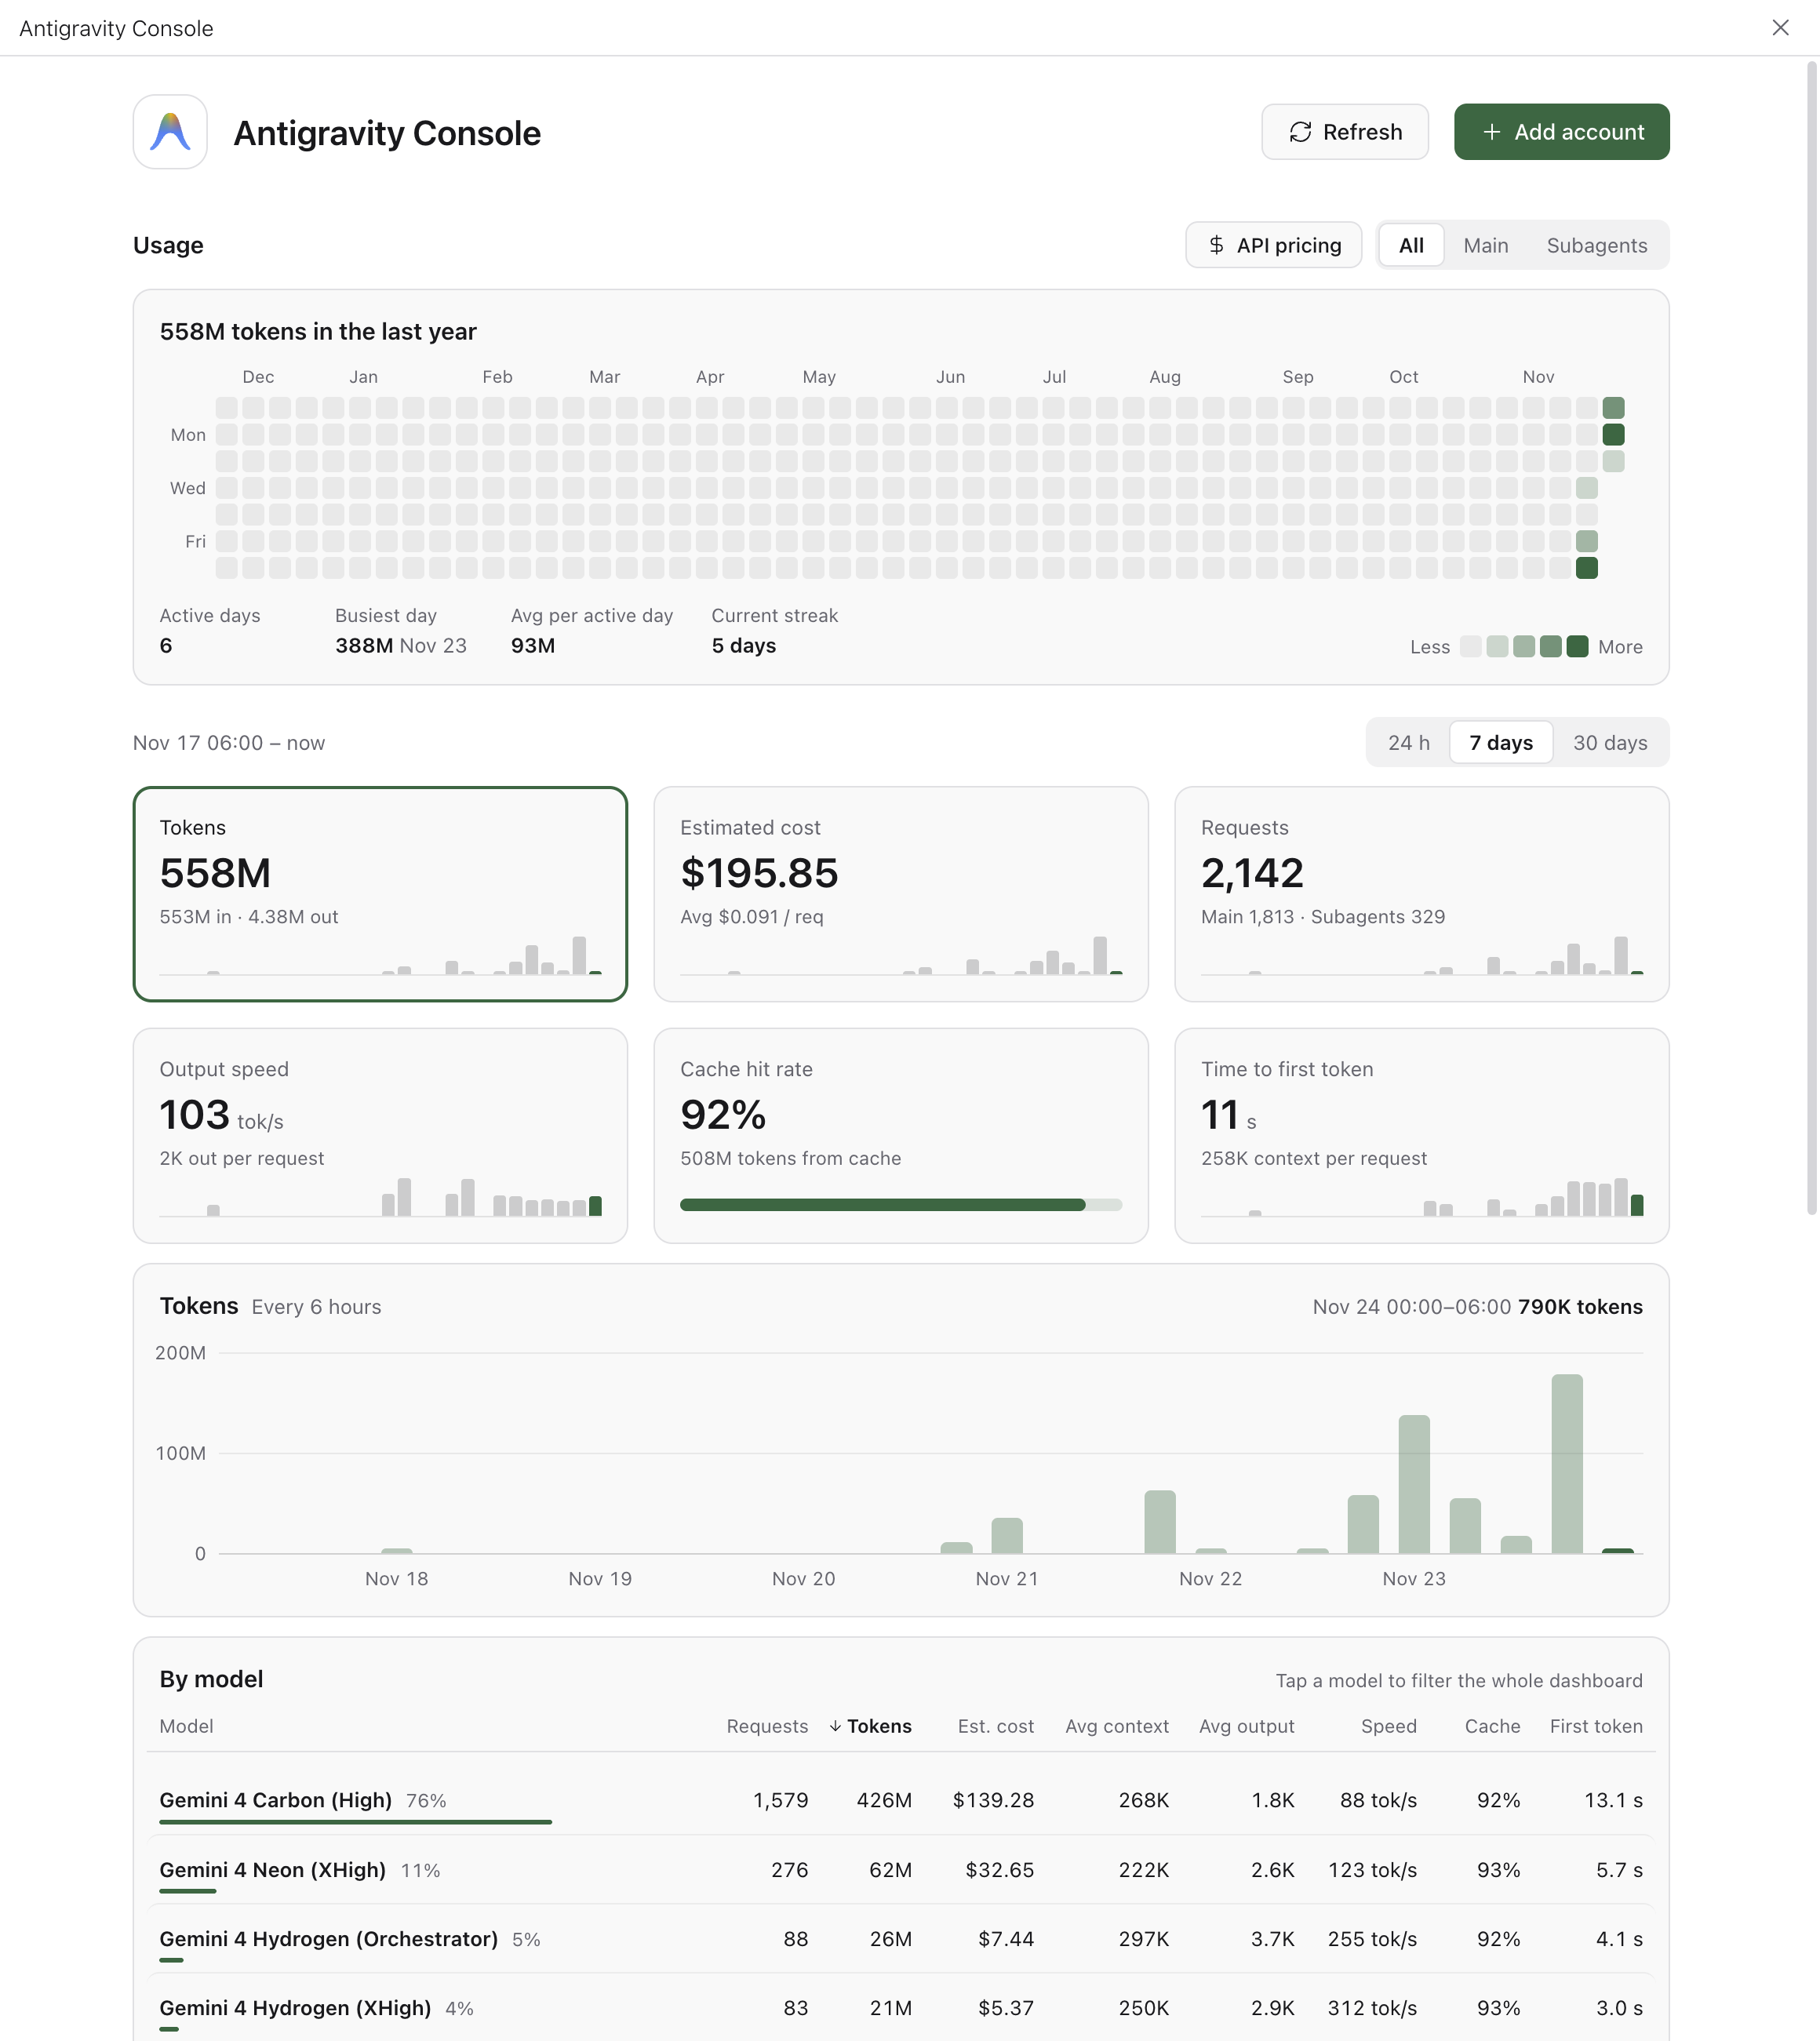 Antigravity Console
Antigravity Console
Refresh
Add account
Usage
API pricing
All Main Subagents
558M tokens in the last year
Dec Jan Feb Mar Apr May Jun Jul Aug Sep Oct Nov
Mon
Wed
Fri
Active days Busiest day Avg per active day Current streak
6 388M Nov 23 93M 5 days
Less More
Nov 17 06:00 – now
24 h 7 days 30 days
Tokens
558M
553M in · 4.38M out
Estimated cost
$195.85
Avg $0.091 / req
Requests
2,142
Main 1,813 · Subagents 329
Output speed
103 tok/s
2K out per request
Cache hit rate
92%
508M tokens from cache
Time to first token
11 s
258K context per request
Tokens Every 6 hours
Nov 24 00:00–06:00 790K tokens
200M
100M
0
Nov 18 Nov 19 Nov 20 Nov 21 Nov 22 Nov 23
By model
Tap a model to filter the whole dashboard
Model Requests ↓ Tokens Est. cost Avg context Avg output Speed Cache First token
Gemini 4 Carbon (High) 76% 1,579 426M $139.28 268K 1.8K 88 tok/s 92% 13.1 s
Gemini 4 Neon (XHigh) 11% 276 62M $32.65 222K 2.6K 123 tok/s 93% 5.7 s
Gemini 4 Hydrogen (Orchestrator) 5% 88 26M $7.44 297K 3.7K 255 tok/s 92% 4.1 s
Gemini 4 Hydrogen (XHigh) 4% 83 21M $5.37 250K 2.9K 312 tok/s 93% 3.0 s